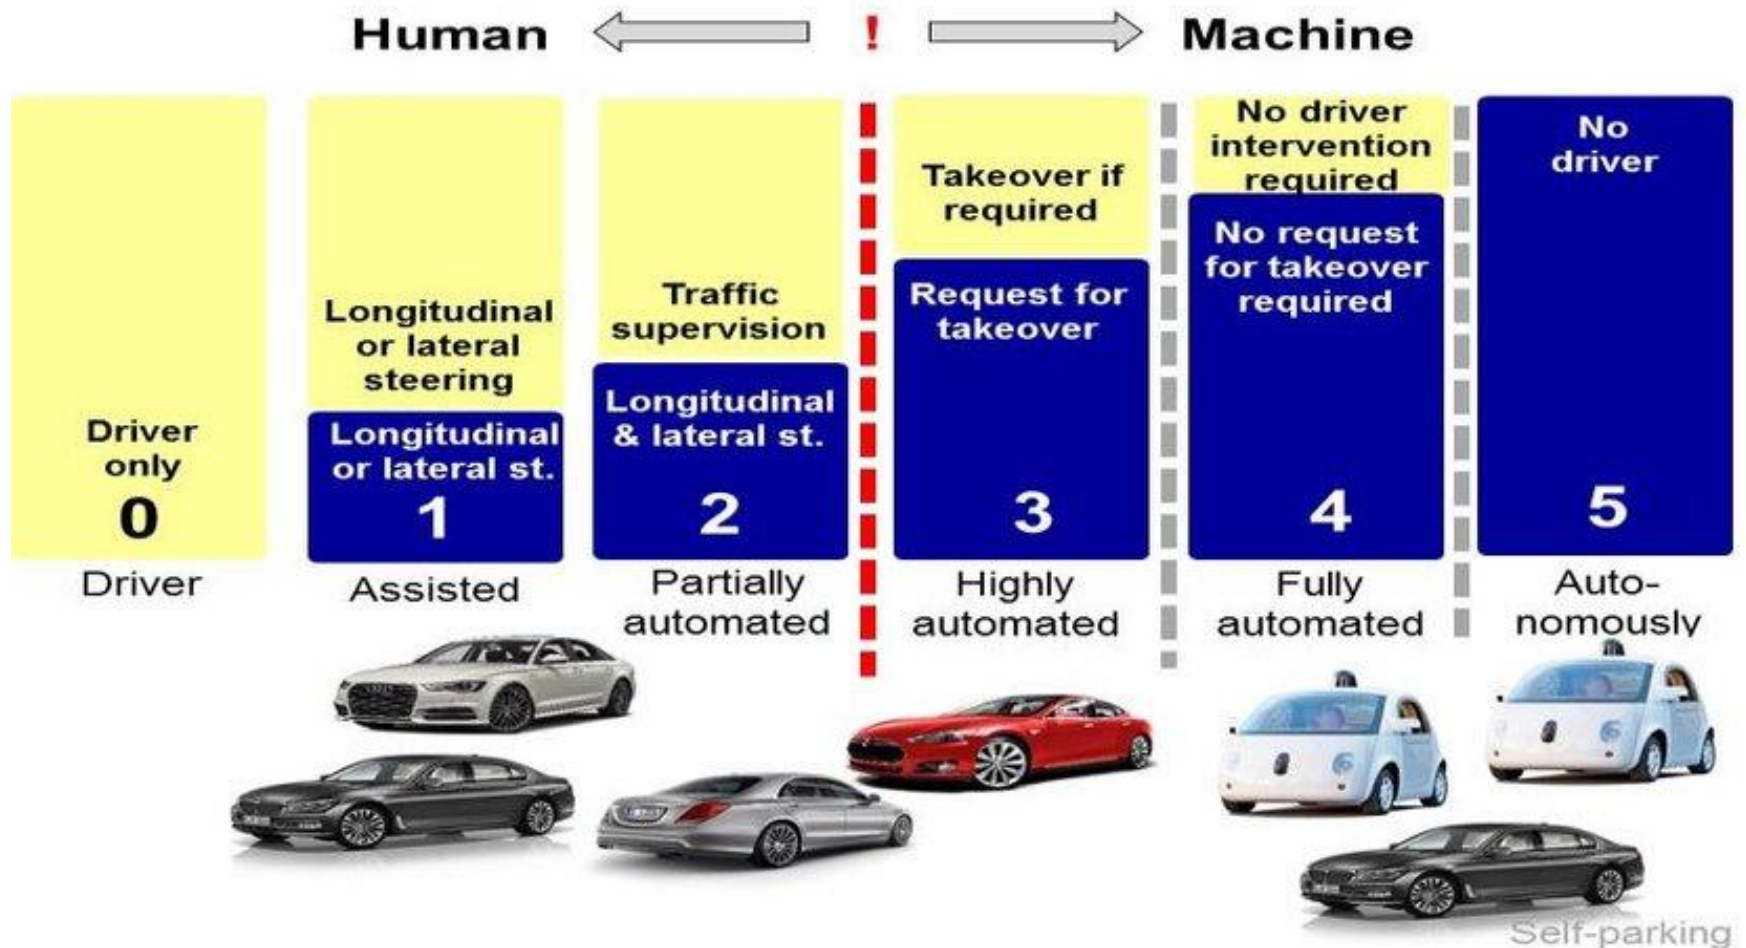 Human ! Machine
Driver
only
0
Driver
Longitudinal
or lateral
steering
Longitudinal
or lateral st.
1
Assisted
Traffic
supervision
Longitudinal
& lateral st.
2
Partially
automated
Takeover if
required
Request for
takeover
3
Highly
automated
No driver
intervention
required
No request
for takeover
required
4
Fully
automated
No
driver
5
Auto-
nomously
Self-parking